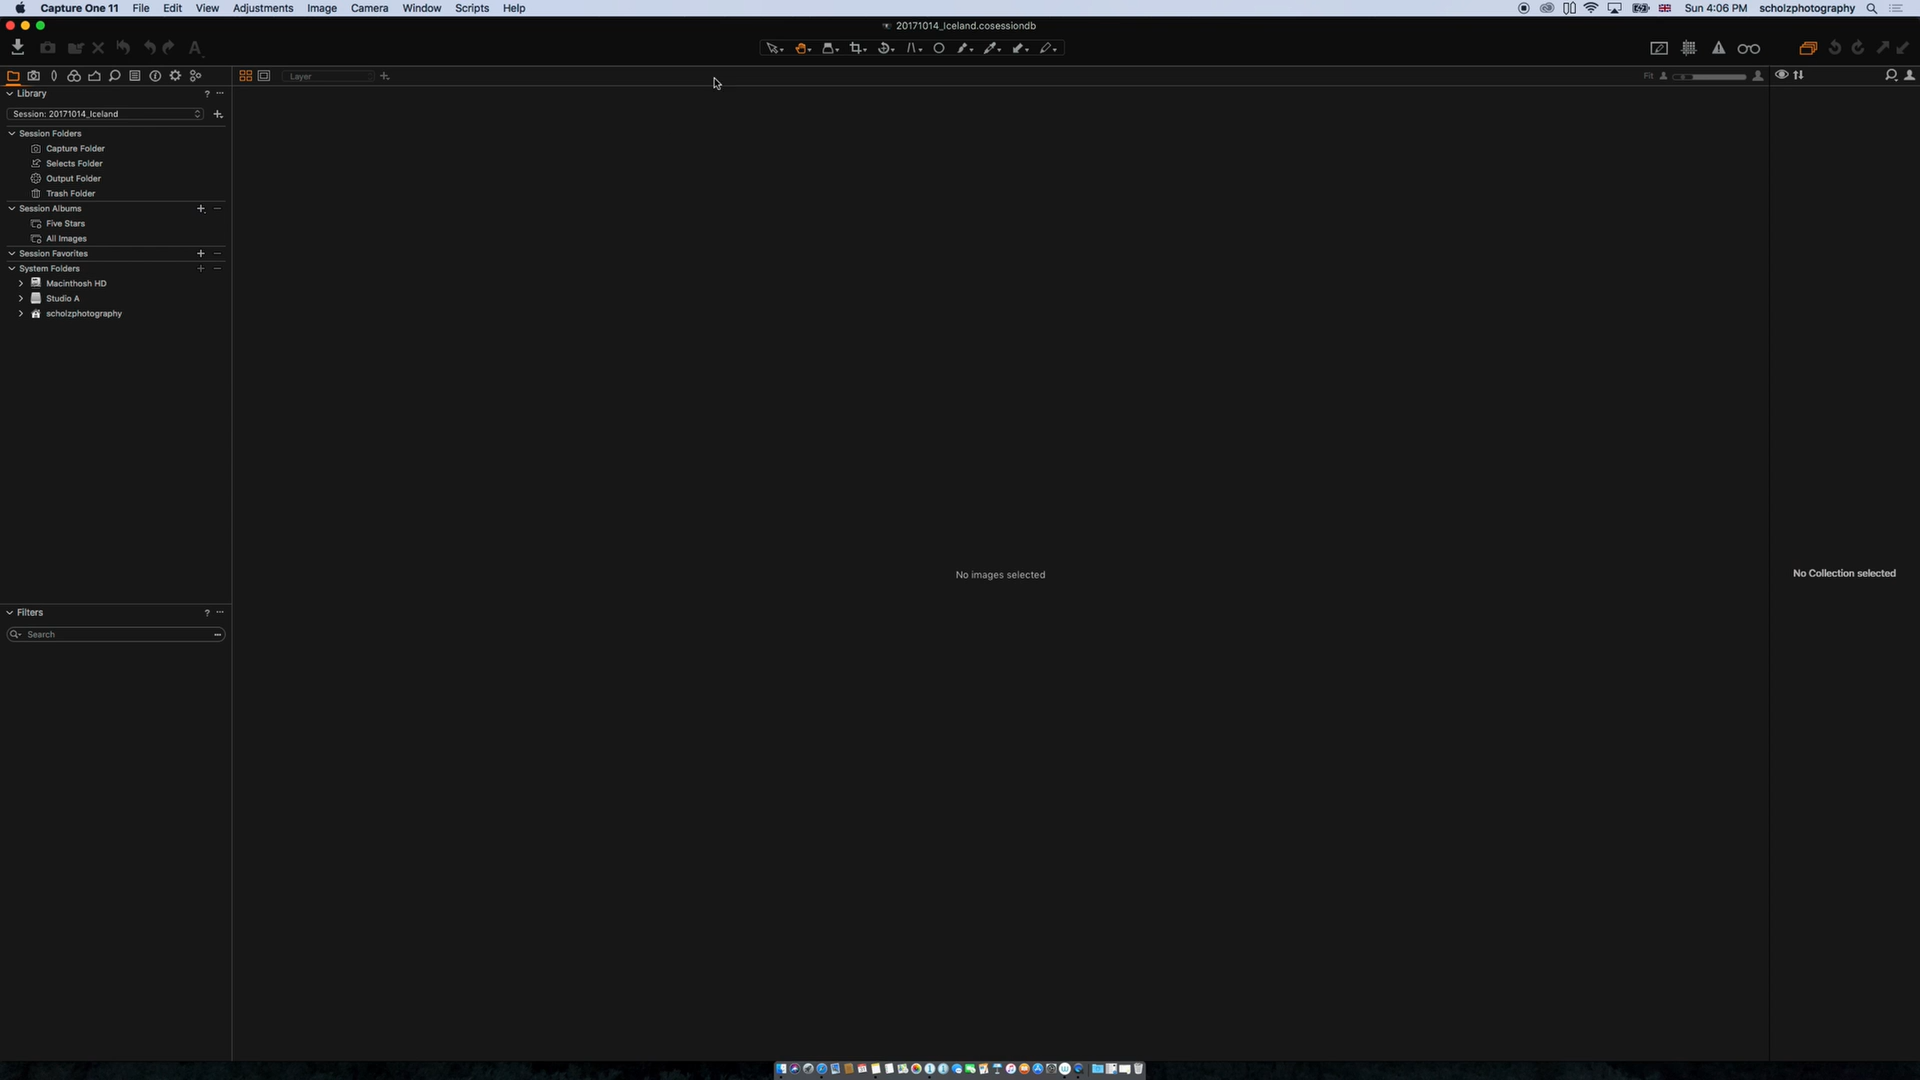 Capture One 11 File Edit View Adjustments Image Camera Window Scripts Help Sun 4:06 PM scholzphotography
20171014_Iceland.cosessiondb
Layer Fit
Library ?
Session: 20171014_Iceland
Session Folders
Capture Folder
Selects Folder
Output Folder
Trash Folder
Session Albums
Five Stars
All Images
Session Favorites
System Folders
Macintosh HD
Studio A
scholzphotography
No images selected
No Collection selected
Filters ?
Search